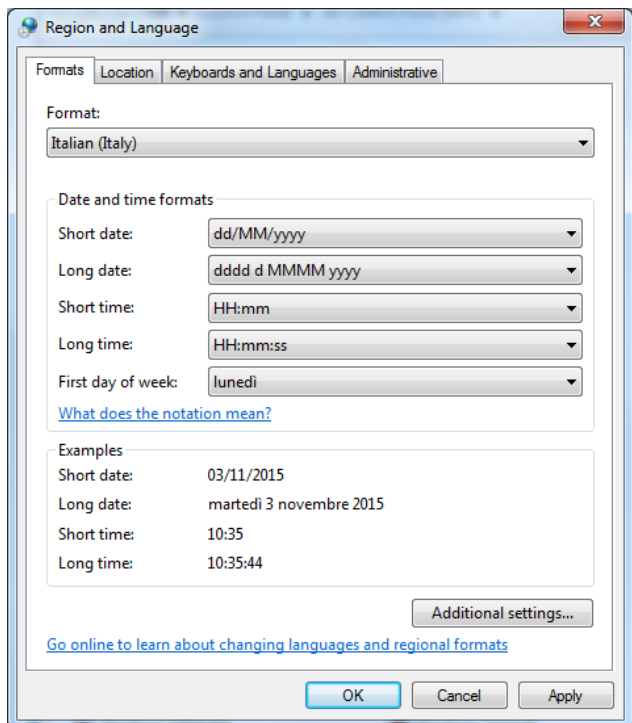 Region and Language
Formats Location Keyboards and Languages Administrative
Format:
Italian (Italy)
Date and time formats
Short date: dd/MM/yyyy
Long date: dddd d MMMM yyyy
Short time: HH:mm
Long time: HH:mm:ss
First day of week: lunedì
What does the notation mean?
Examples
Short date: 03/11/2015
Long date: martedì 3 novembre 2015
Short time: 10:35
Long time: 10:35:44
Additional settings...
Go online to learn about changing languages and regional formats
OK Cancel Apply